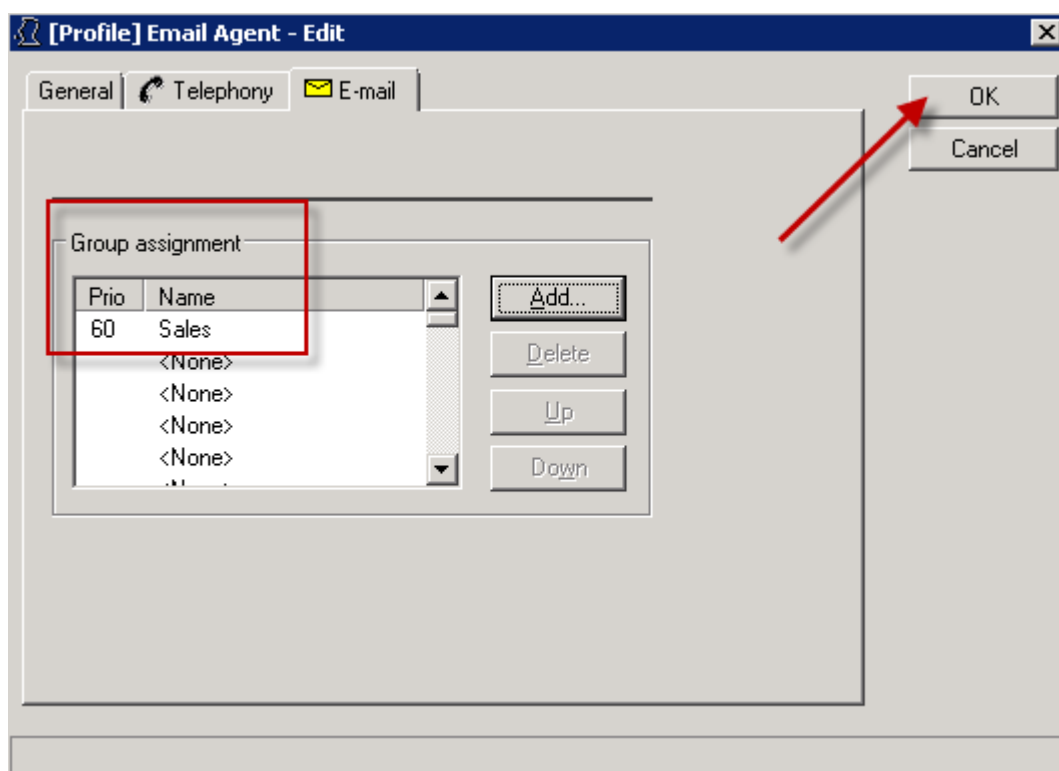 [Profile] Email Agent - Edit
General Telephony E-mail
OK
Cancel
Group assignment
Prio Name
60 Sales
<None>
<None>
<None>
<None>
Add...
Delete
Up
Down